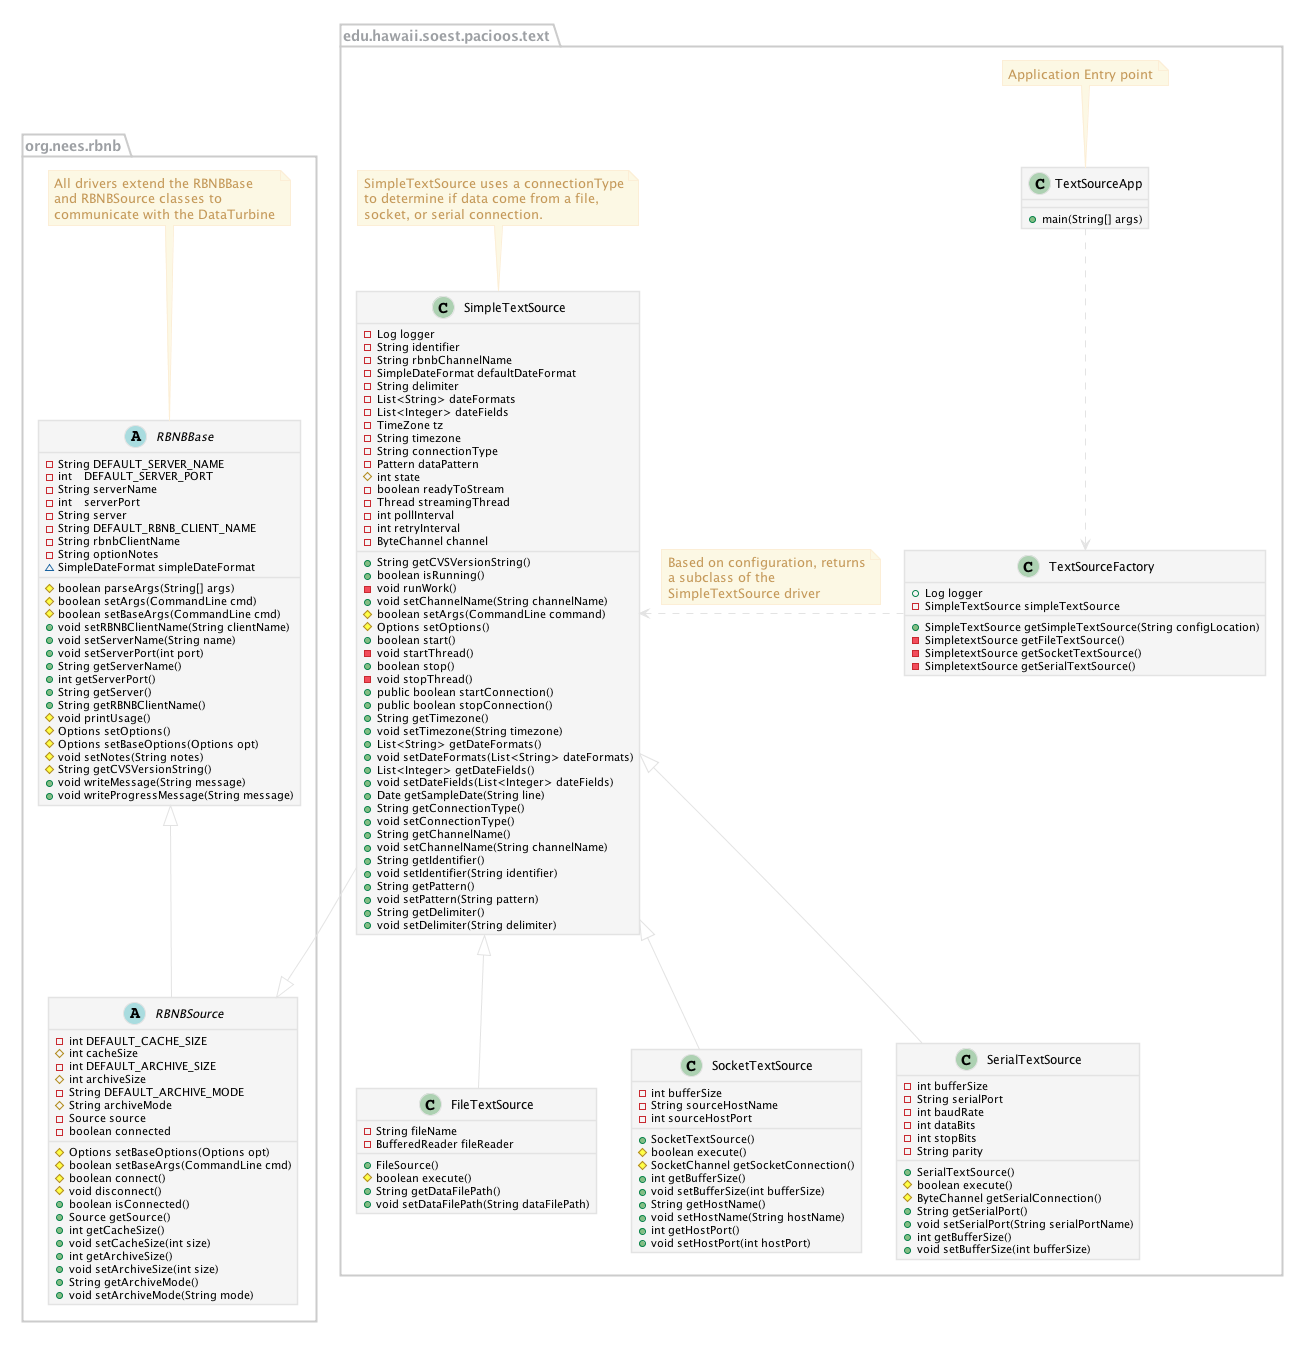 edu.hawaii.soest.pacioos.text
Application Entry point
org.nees.rbnb
All drivers extend the RBNBBase
and RBNBSource classes to
communicate with the DataTurbine
SimpleTextSource uses a connectionType
to determine if data come from a file,
socket, or serial connection.
C TextSourceApp
main(String[] args)
C SimpleTextSource
Log logger
String identifier
String rbnbChannelName
SimpleDateFormat defaultDateFormat
String delimiter
List<String> dateFormats
List<Integer> dateFields
TimeZone tz
String timezone
String connectionType
Pattern dataPattern
int state
boolean readyToStream
Thread streamingThread
int pollInterval
int retryInterval
ByteChannel channel
String getCVSVersionString()
boolean isRunning()
void runWork()
void setChannelName(String channelName)
boolean setArgs(CommandLine command)
Options setOptions()
boolean start()
void startThread()
boolean stop()
void stopThread()
public boolean startConnection()
public boolean stopConnection()
String getTimezone()
void setTimezone(String timezone)
List<String> getDateFormats()
void setDateFormats(List<String> dateFormats)
List<Integer> getDateFields()
void setDateFields(List<Integer> dateFields)
Date getSampleDate(String line)
String getConnectionType()
void setConnectionType()
String getChannelName()
void setChannelName(String channelName)
String getIdentifier()
void setIdentifier(String identifier)
String getPattern()
void setPattern(String pattern)
String getDelimiter()
void setDelimiter(String delimiter)
A RBNBBase
String DEFAULT_SERVER_NAME
int DEFAULT_SERVER_PORT
String serverName
int serverPort
String server
String DEFAULT_RBNB_CLIENT_NAME
String rbnbClientName
String optionNotes
SimpleDateFormat simpleDateFormat
boolean parseArgs(String[] args)
boolean setArgs(CommandLine cmd)
boolean setBaseArgs(CommandLine cmd)
void setRBNBClientName(String clientName)
void setServerName(String name)
void setServerPort(int port)
String getServerName()
int getServerPort()
String getServer()
String getRBNBClientName()
void printUsage()
Options setOptions()
Options setBaseOptions(Options opt)
void setNotes(String notes)
String getCVSVersionString()
void writeMessage(String message)
void writeProgressMessage(String message)
Based on configuration, returns
a subclass of the
SimpleTextSource driver
C TextSourceFactory
Log logger
SimpleTextSource simpleTextSource
SimpleTextSource getSimpleTextSource(String configLocation)
SimpletextSource getFileTextSource()
SimpletextSource getSocketTextSource()
SimpletextSource getSerialTextSource()
A RBNBSource
int DEFAULT_CACHE_SIZE
int cacheSize
int DEFAULT_ARCHIVE_SIZE
int archiveSize
String DEFAULT_ARCHIVE_MODE
String archiveMode
Source source
boolean connected
Options setBaseOptions(Options opt)
boolean setBaseArgs(CommandLine cmd)
boolean connect()
void disconnect()
boolean isConnected()
Source getSource()
int getCacheSize()
void setCacheSize(int size)
int getArchiveSize()
void setArchiveSize(int size)
String getArchiveMode()
void setArchiveMode(String mode)
C FileTextSource
String fileName
BufferedReader fileReader
FileSource()
boolean execute()
String getDataFilePath()
void setDataFilePath(String dataFilePath)
C SocketTextSource
int bufferSize
String sourceHostName
int sourceHostPort
SocketTextSource()
boolean execute()
SocketChannel getSocketConnection()
int getBufferSize()
void setBufferSize(int bufferSize)
String getHostName()
void setHostName(String hostName)
int getHostPort()
void setHostPort(int hostPort)
C SerialTextSource
int bufferSize
String serialPort
int baudRate
int dataBits
int stopBits
String parity
SerialTextSource()
boolean execute()
ByteChannel getSerialConnection()
String getSerialPort()
void setSerialPort(String serialPortName)
int getBufferSize()
void setBufferSize(int bufferSize)